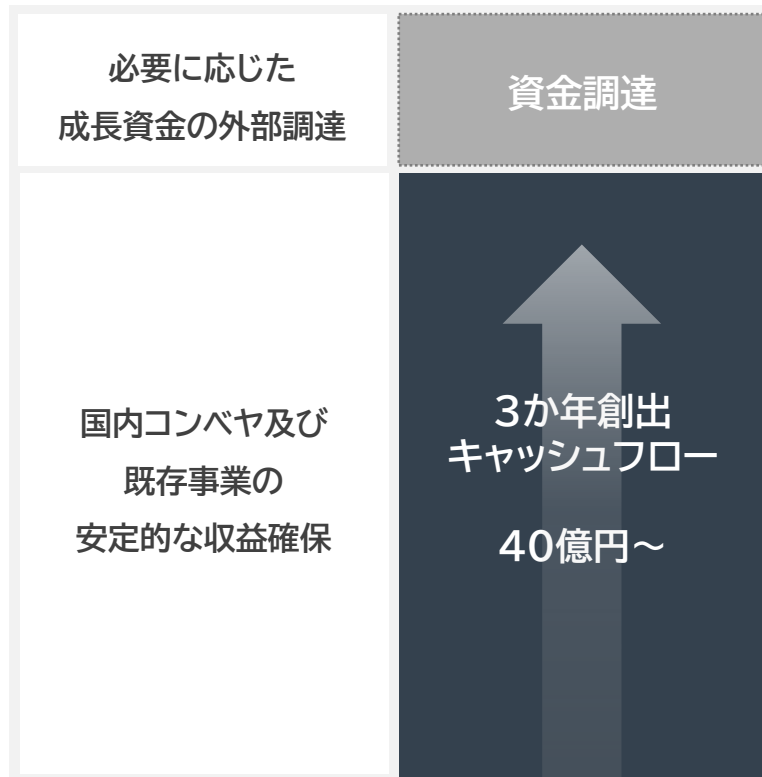 必要に応じた
成長資金の外部調達
資金調達
国内コンベヤ及び
既存事業の
安定的な収益確保
3か年創出
キャッシュフロー
40億円～